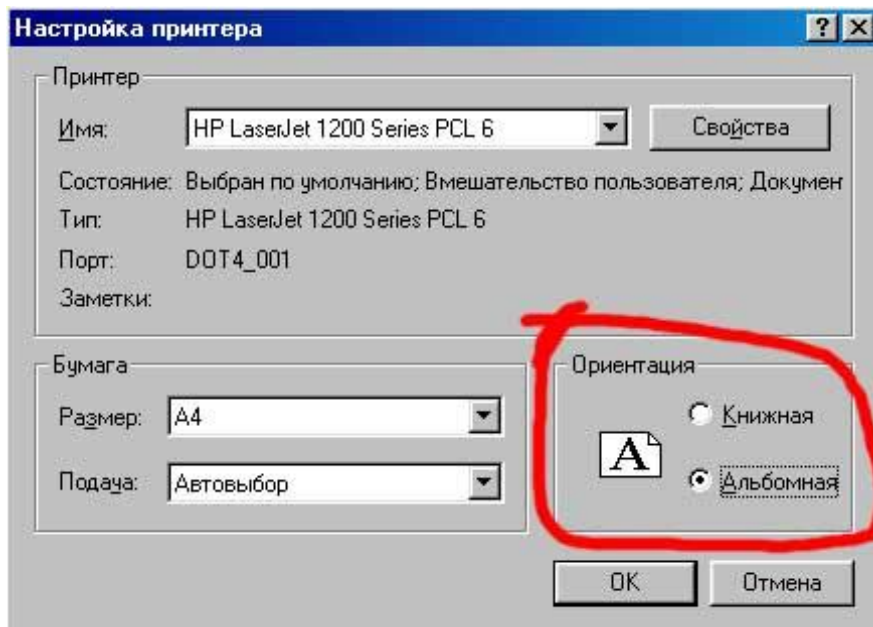 Настройка принтера
Принтер
Имя: HP LaserJet 1200 Series PCL 6 Свойства
Состояние: Выбран по умолчанию; Вмешательство пользователя; Докумен
Тип: HP LaserJet 1200 Series PCL 6
Порт: DOT4_001
Заметки:
Бумага
Размер: A4
Подача: Автовыбор
Ориентация
A
Книжная
Альбомная
OK Отмена